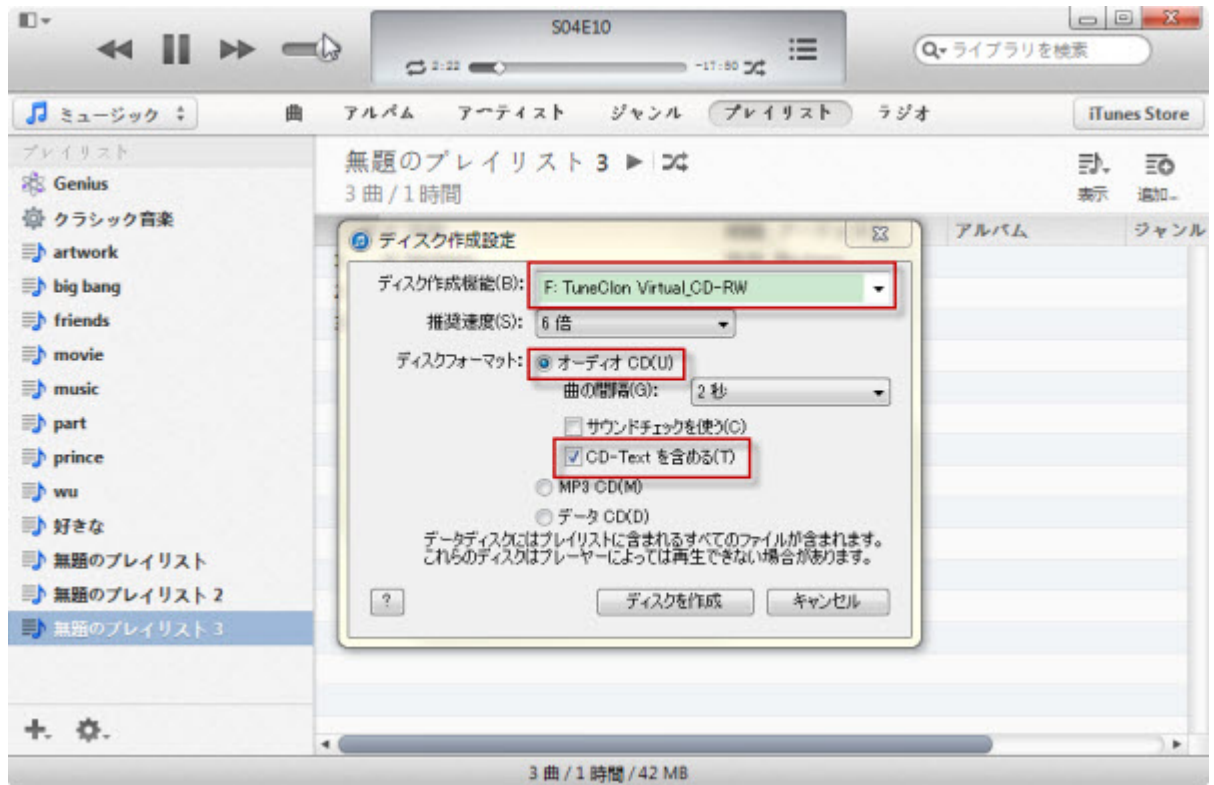 S04E10
2:22
-17:50
ライブラリを検索
ミュージック
曲
アルバム
アーティスト
ジャンル
プレイリスト
ラジオ
iTunes Store
プレイリスト
Genius
クラシック音楽
artwork
big bang
friends
movie
music
part
prince
wu
好きな
無題のプレイリスト
無題のプレイリスト 2
無題のプレイリスト 3
無題のプレイリスト 3
3 曲 / 1 時間
表示
追加...
アルバム
ジャンル
ディスク作成設定
ディスク作成機能(B): F: TuneClon Virtual_CD-RW
推奨速度(S): 6 倍
ディスクフォーマット: オーディオ CD(U)
曲の間隔(G): 2 秒
サウンドチェックを使う(C)
CD-Text を含める(T)
MP3 CD(M)
データ CD(D)
データディスクにはプレイリストに含まれるすべてのファイルが含まれます。
これらのディスクはプレーヤーによっては再生できない場合があります。
?
ディスクを作成
キャンセル
3 曲 / 1 時間 / 42 MB